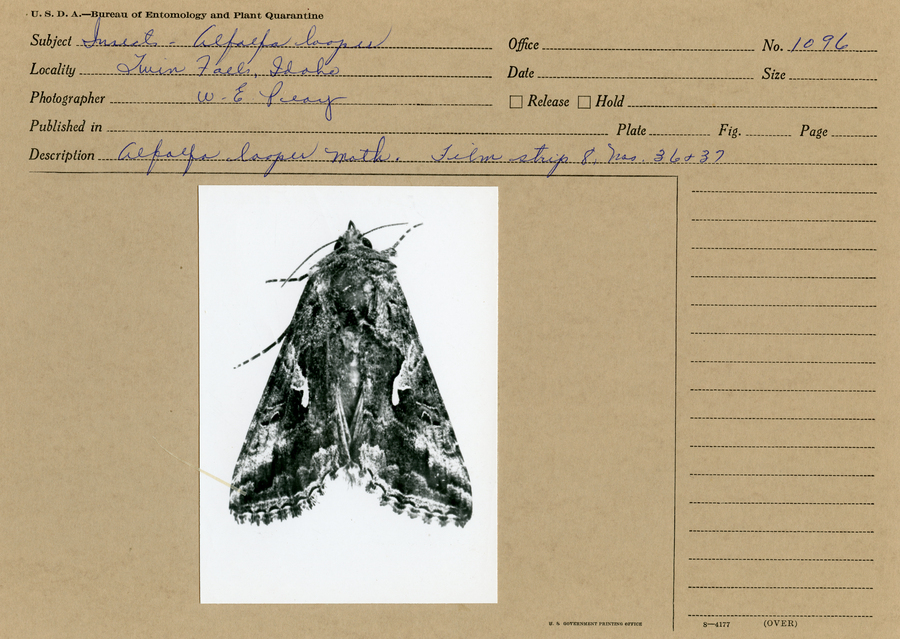 U. S. D. A.—Bureau of Entomology and Plant Quarantine
Subject Insects - Alfalfa looper Office No. 1096
Locality Twin Falls, Idaho Date Size
Photographer W. E. Peay Release Hold
Published in Plate Fig. Page
Description Alfalfa looper moth. Film strip 8, Nos. 36+37
U. S. GOVERNMENT PRINTING OFFICE 8—4177 (OVER)